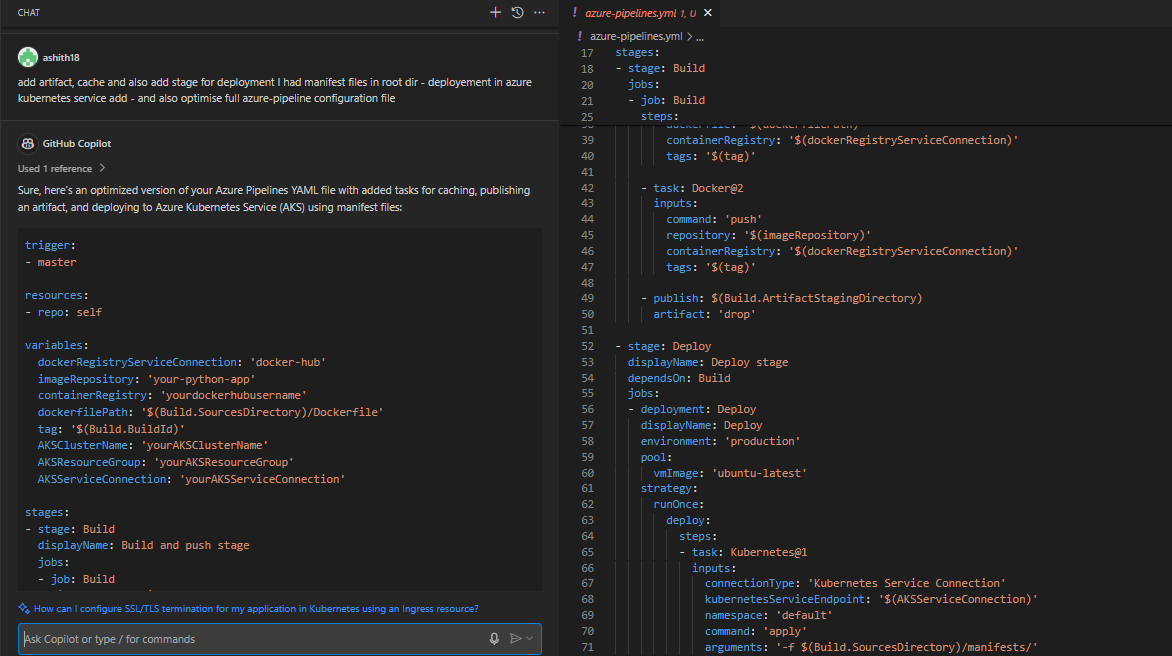 CHAT
ashith18
add artifact, cache and also add stage for deployment I had manifest files in root dir - deployement in azure
kubernetes service add - and also optimise full azure-pipeline configuration file
GitHub Copilot
Used 1 reference
Sure, here's an optimized version of your Azure Pipelines YAML file with added tasks for caching, publishing
an artifact, and deploying to Azure Kubernetes Service (AKS) using manifest files:
trigger:
- master
resources:
- repo: self
variables:
dockerRegistryServiceConnection: 'docker-hub'
imageRepository: 'your-python-app'
containerRegistry: 'yourdockerhubusername'
dockerfilePath: '$(Build.SourcesDirectory)/Dockerfile'
tag: '$(Build.BuildId)'
AKSClusterName: 'yourAKSClusterName'
AKSResourceGroup: 'yourAKSResourceGroup'
AKSServiceConnection: 'yourAKSServiceConnection'
stages:
- stage: Build
displayName: Build and push stage
jobs:
- job: Build
How can I configure SSL/TLS termination for my application in Kubernetes using an Ingress resource?
Ask Copilot or type / for commands
! azure-pipelines.yml 1, U ×
! azure-pipelines.yml > ...
17 stages:
18 - stage: Build
20 jobs:
21 - job: Build
25 steps:
39 containerRegistry: '$(dockerRegistryServiceConnection)'
40 tags: '$(tag)'
41
42 - task: Docker@2
43 inputs:
44 command: 'push'
45 repository: '$(imageRepository)'
46 containerRegistry: '$(dockerRegistryServiceConnection)'
47 tags: '$(tag)'
48
49 - publish: $(Build.ArtifactStagingDirectory)
50 artifact: 'drop'
51
52 - stage: Deploy
53 displayName: Deploy stage
54 dependsOn: Build
55 jobs:
56 - deployment: Deploy
57 displayName: Deploy
58 environment: 'production'
59 pool:
60 vmImage: 'ubuntu-latest'
61 strategy:
62 runOnce:
63 deploy:
64 steps:
65 - task: Kubernetes@1
66 inputs:
67 connectionType: 'Kubernetes Service Connection'
68 kubernetesServiceEndpoint: '$(AKSServiceConnection)'
69 namespace: 'default'
70 command: 'apply'
71 arguments: '-f $(Build.SourcesDirectory)/manifests/'